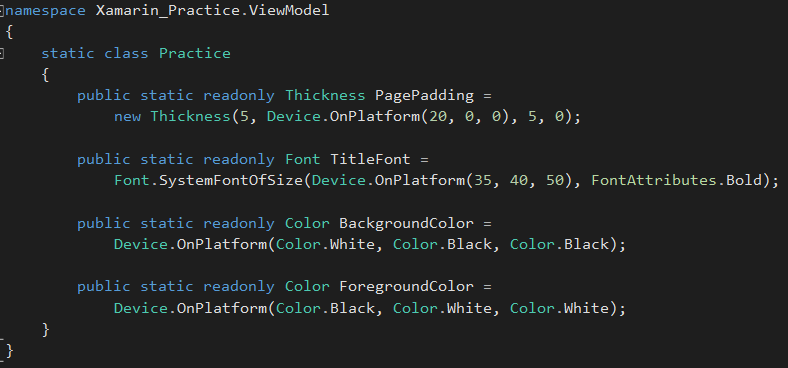 namespace Xamarin_Practice.ViewModel
{
    static class Practice
    {
        public static readonly Thickness PagePadding =
            new Thickness(5, Device.OnPlatform(20, 0, 0), 5, 0);

        public static readonly Font TitleFont =
            Font.SystemFontOfSize(Device.OnPlatform(35, 40, 50), FontAttributes.Bold);

        public static readonly Color BackgroundColor =
            Device.OnPlatform(Color.White, Color.Black, Color.Black);

        public static readonly Color ForegroundColor =
            Device.OnPlatform(Color.Black, Color.White, Color.White);
    }
}